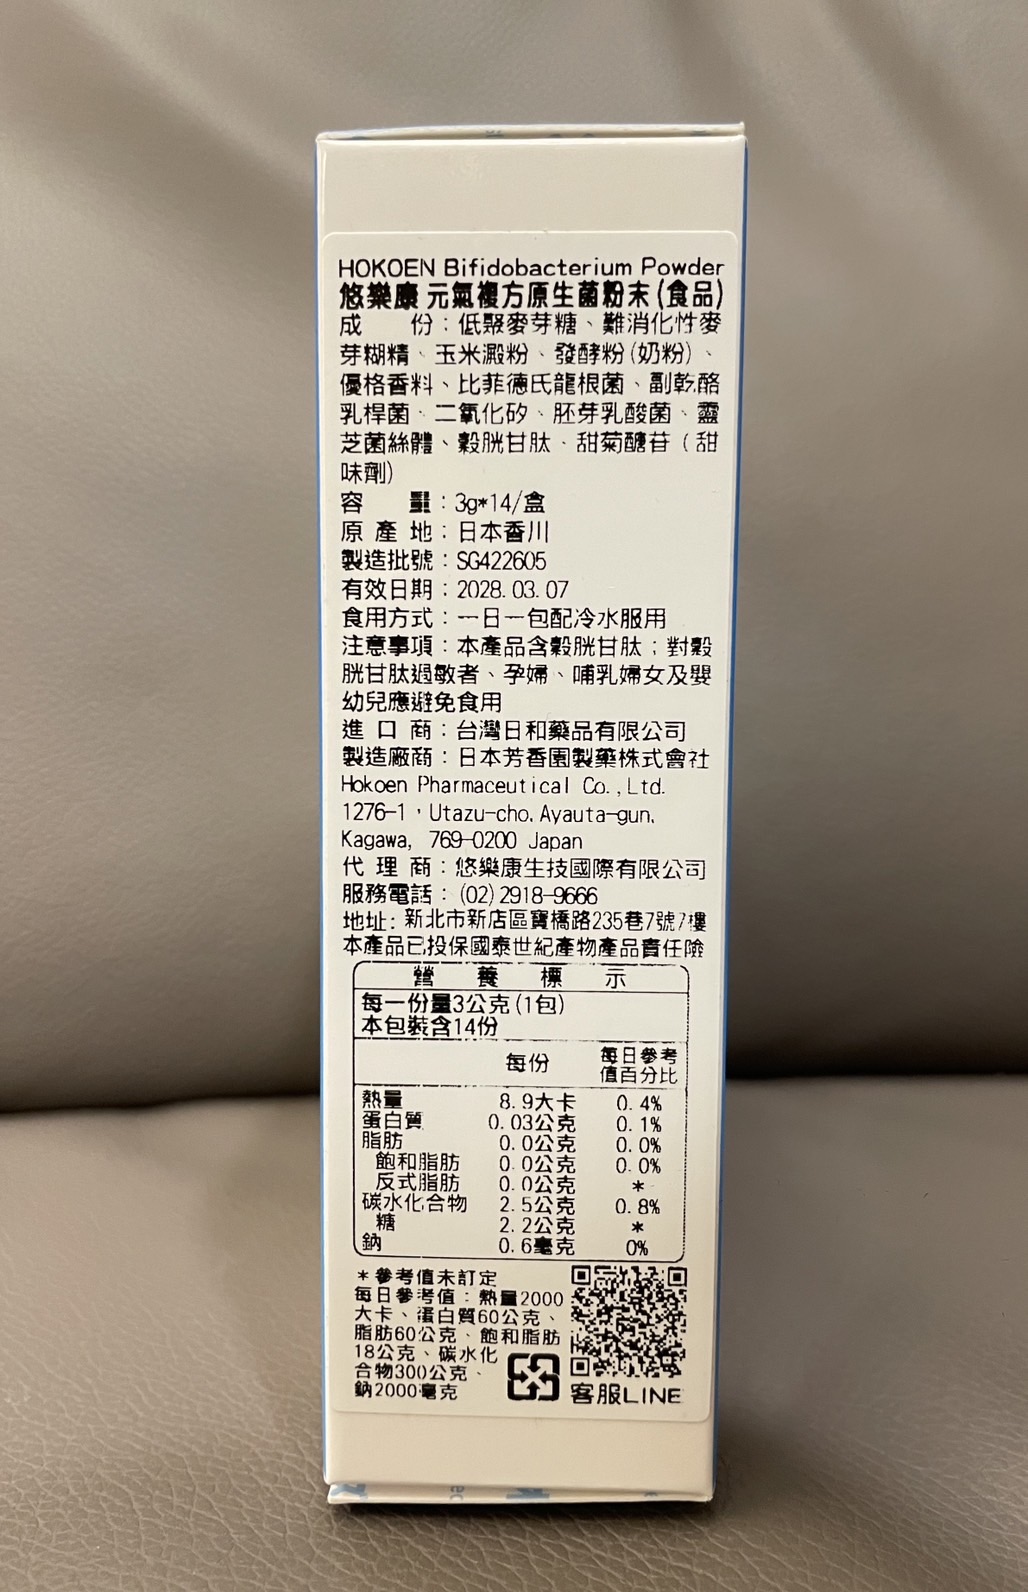 HOKOEN Bifidobacterium Powder
悠樂康 元氣複方原生菌粉末(食品)
成　　份：低聚麥芽糖、難消化性麥
芽糊精、玉米澱粉、發酵粉(奶粉)、
優格香料、比菲德氏龍根菌、副乾酪
乳桿菌、二氧化矽、胚芽乳酸菌、靈
芝菌絲體、穀胱甘肽、甜菊醣苷（甜
味劑）
容　　量：3g*14/盒
原 產 地：日本香川
製造批號：SG422605
有效日期：2028.03.07
食用方式：一日一包配冷水服用
注意事項：本產品含穀胱甘肽；對穀
胱甘肽過敏者、孕婦、哺乳婦女及嬰
幼兒應避免食用
進 口 商：台灣日和藥品有限公司
製造廠商：日本芳香園製藥株式會社
Hokoen Pharmaceutical Co.,Ltd.
1276-1，Utazu-cho, Ayauta-gun,
Kagawa, 769-0200 Japan
代 理 商：悠樂康生技國際有限公司
服務電話：(02)2918-9666
地址：新北市新店區寶橋路235巷7號7樓
本產品已投保國泰世紀產物產品責任險
營 養 標 示
每一份量3公克(1包)
本包裝含14份
每份 每日參考值百分比
熱量 8.9大卡 0.4%
蛋白質 0.03公克 0.1%
脂肪 0.0公克 0.0%
飽和脂肪 0.0公克 0.0%
反式脂肪 0.0公克 *
碳水化合物 2.5公克 0.8%
糖 2.2公克 *
鈉 0.6毫克 0%
*參考值未訂定
每日參考值：熱量2000
大卡、蛋白質60公克、
脂肪60公克、飽和脂肪
18公克、碳水化
合物300公克、
鈉2000毫克
客服LINE